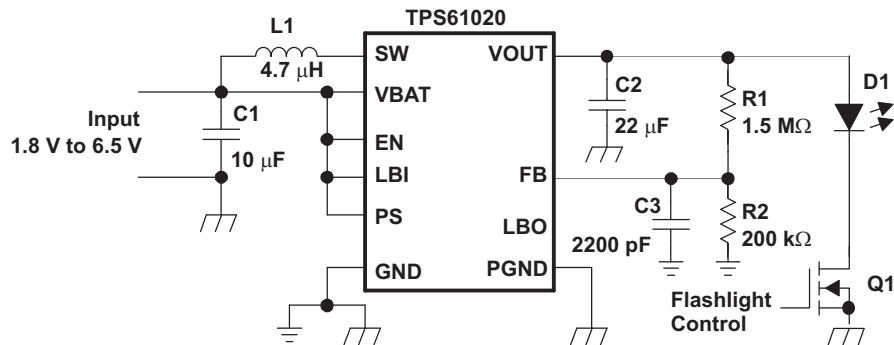 TPS61020
L1
4.7 μH
SW
VOUT
VBAT
EN
LBI
PS
GND
FB
LBO
PGND
Input
1.8 V to 6.5 V
C1
10 μF
C2
22 μF
R1
1.5 MΩ
D1
C3
2200 pF
R2
200 kΩ
Q1
Flashlight
Control